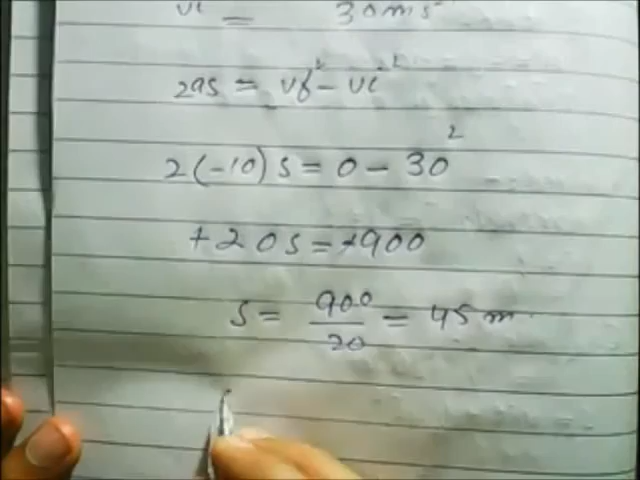 vi = 30ms
2as = vf² - vi²
2(-10)s = 0 - 30²
+20s = +900
s = 900/20 = 45m